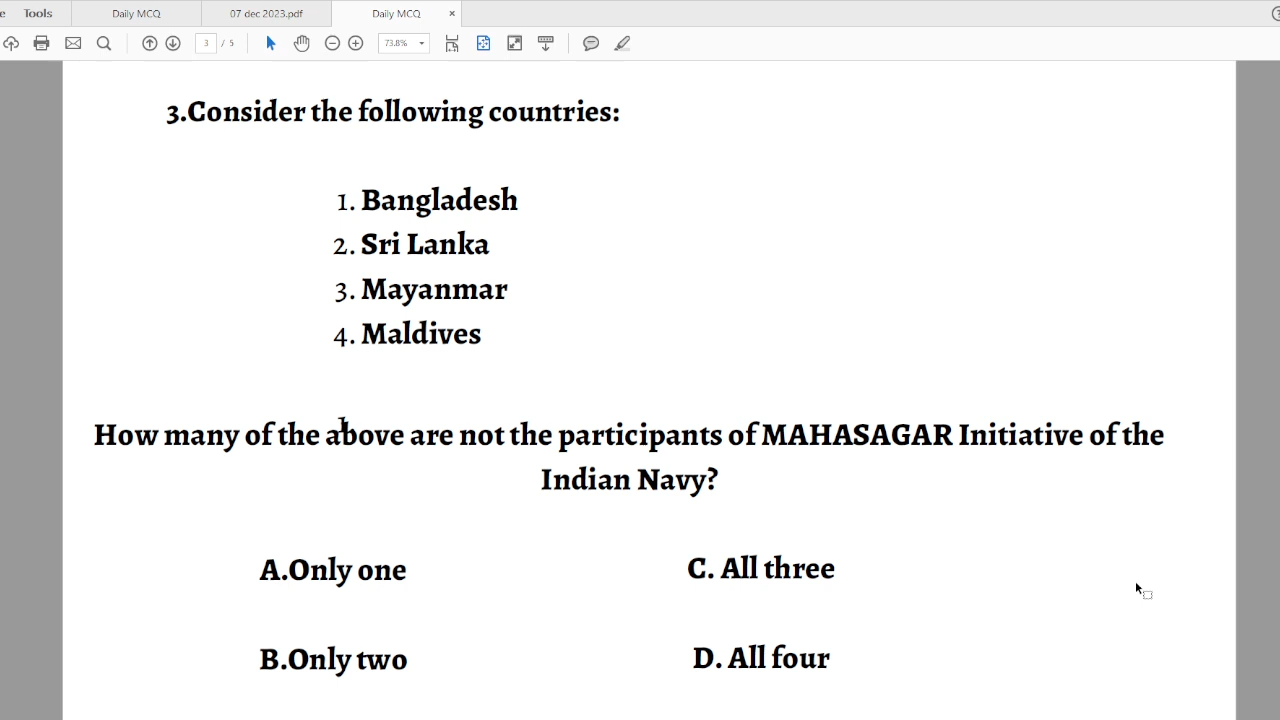 e Tools Daily MCQ 07 dec 2023.pdf Daily MCQ ×
3 / 5 73.8%
3.Consider the following countries:
1. Bangladesh
2. Sri Lanka
3. Mayanmar
4. Maldives
1.
How many of the above are not the participants of MAHASAGAR Initiative of the
Indian Navy?
A.Only one C. All three
B.Only two D. All four